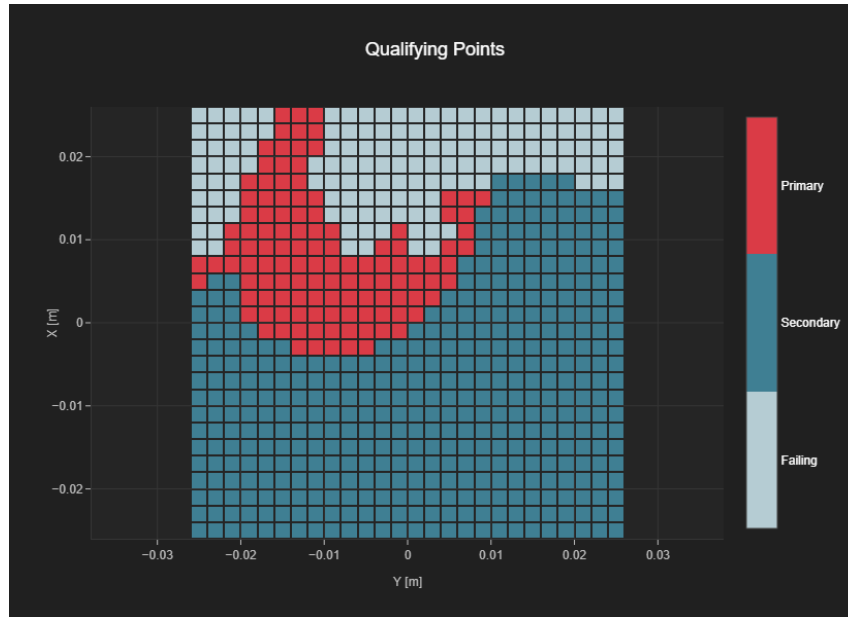 Qualifying Points
0.02
0.01
0
−0.01
−0.02
X [m]
−0.03
−0.02
−0.01
0
0.01
0.02
0.03
Y [m]
Primary
Secondary
Failing